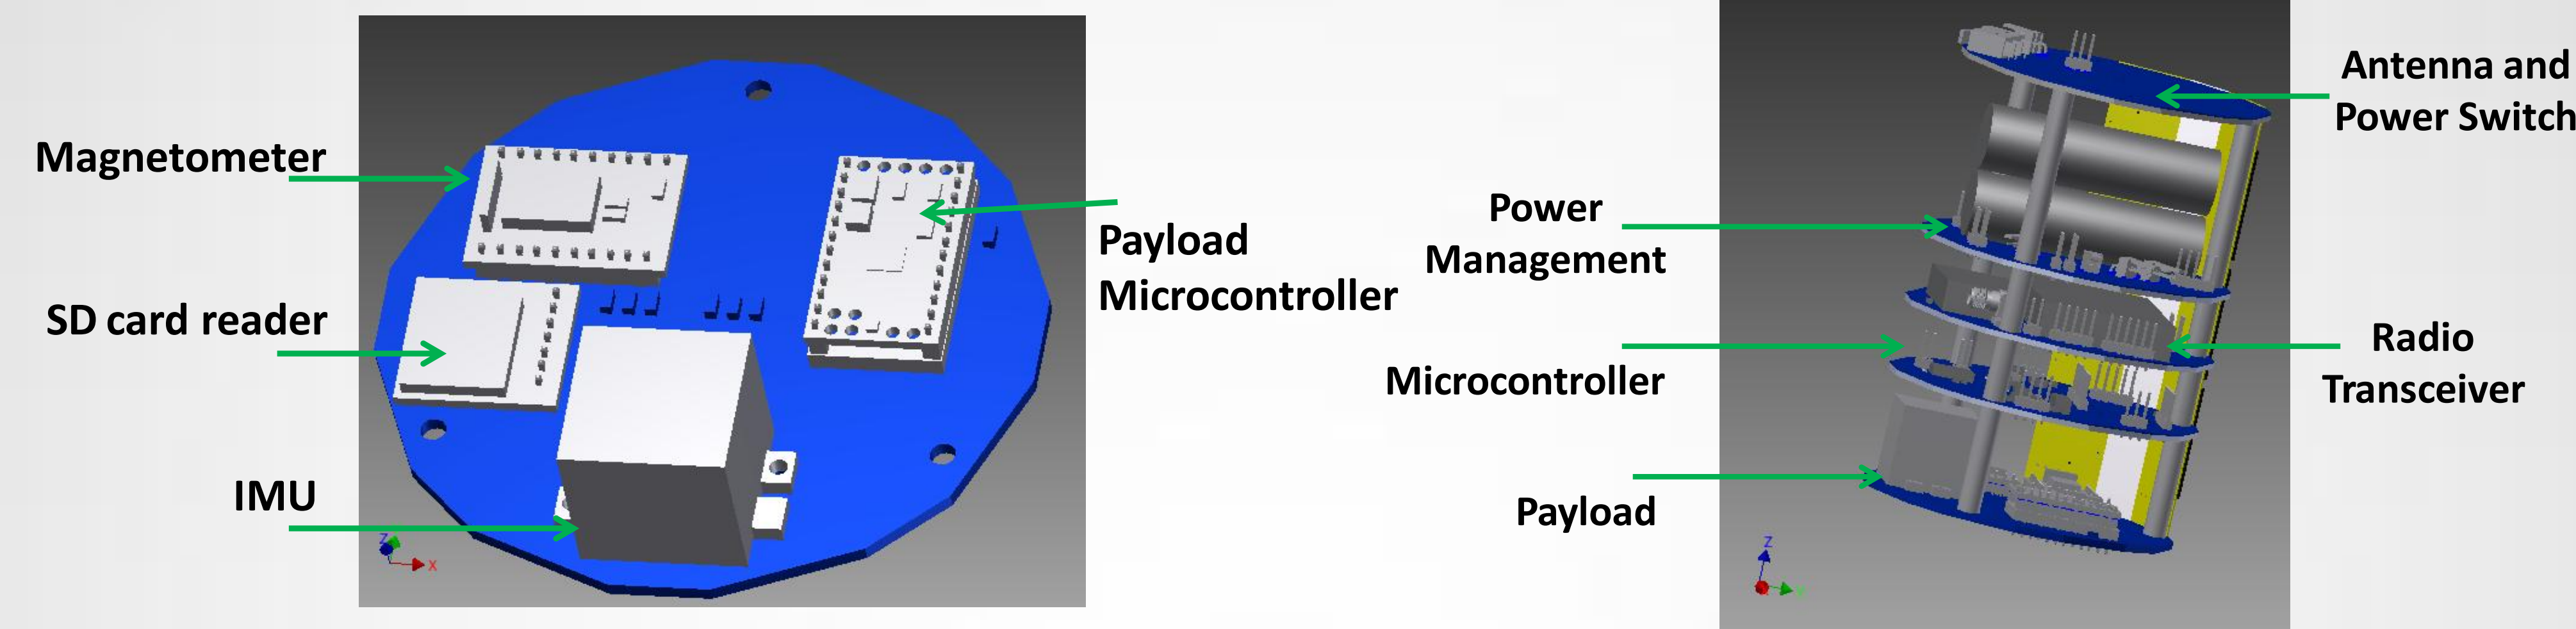 Magnetometer
SD card reader
IMU
Z
X
Payload
Microcontroller
Power
Management
Microcontroller
Payload
Z
Antenna and
Power Switch
Radio
Transceiver